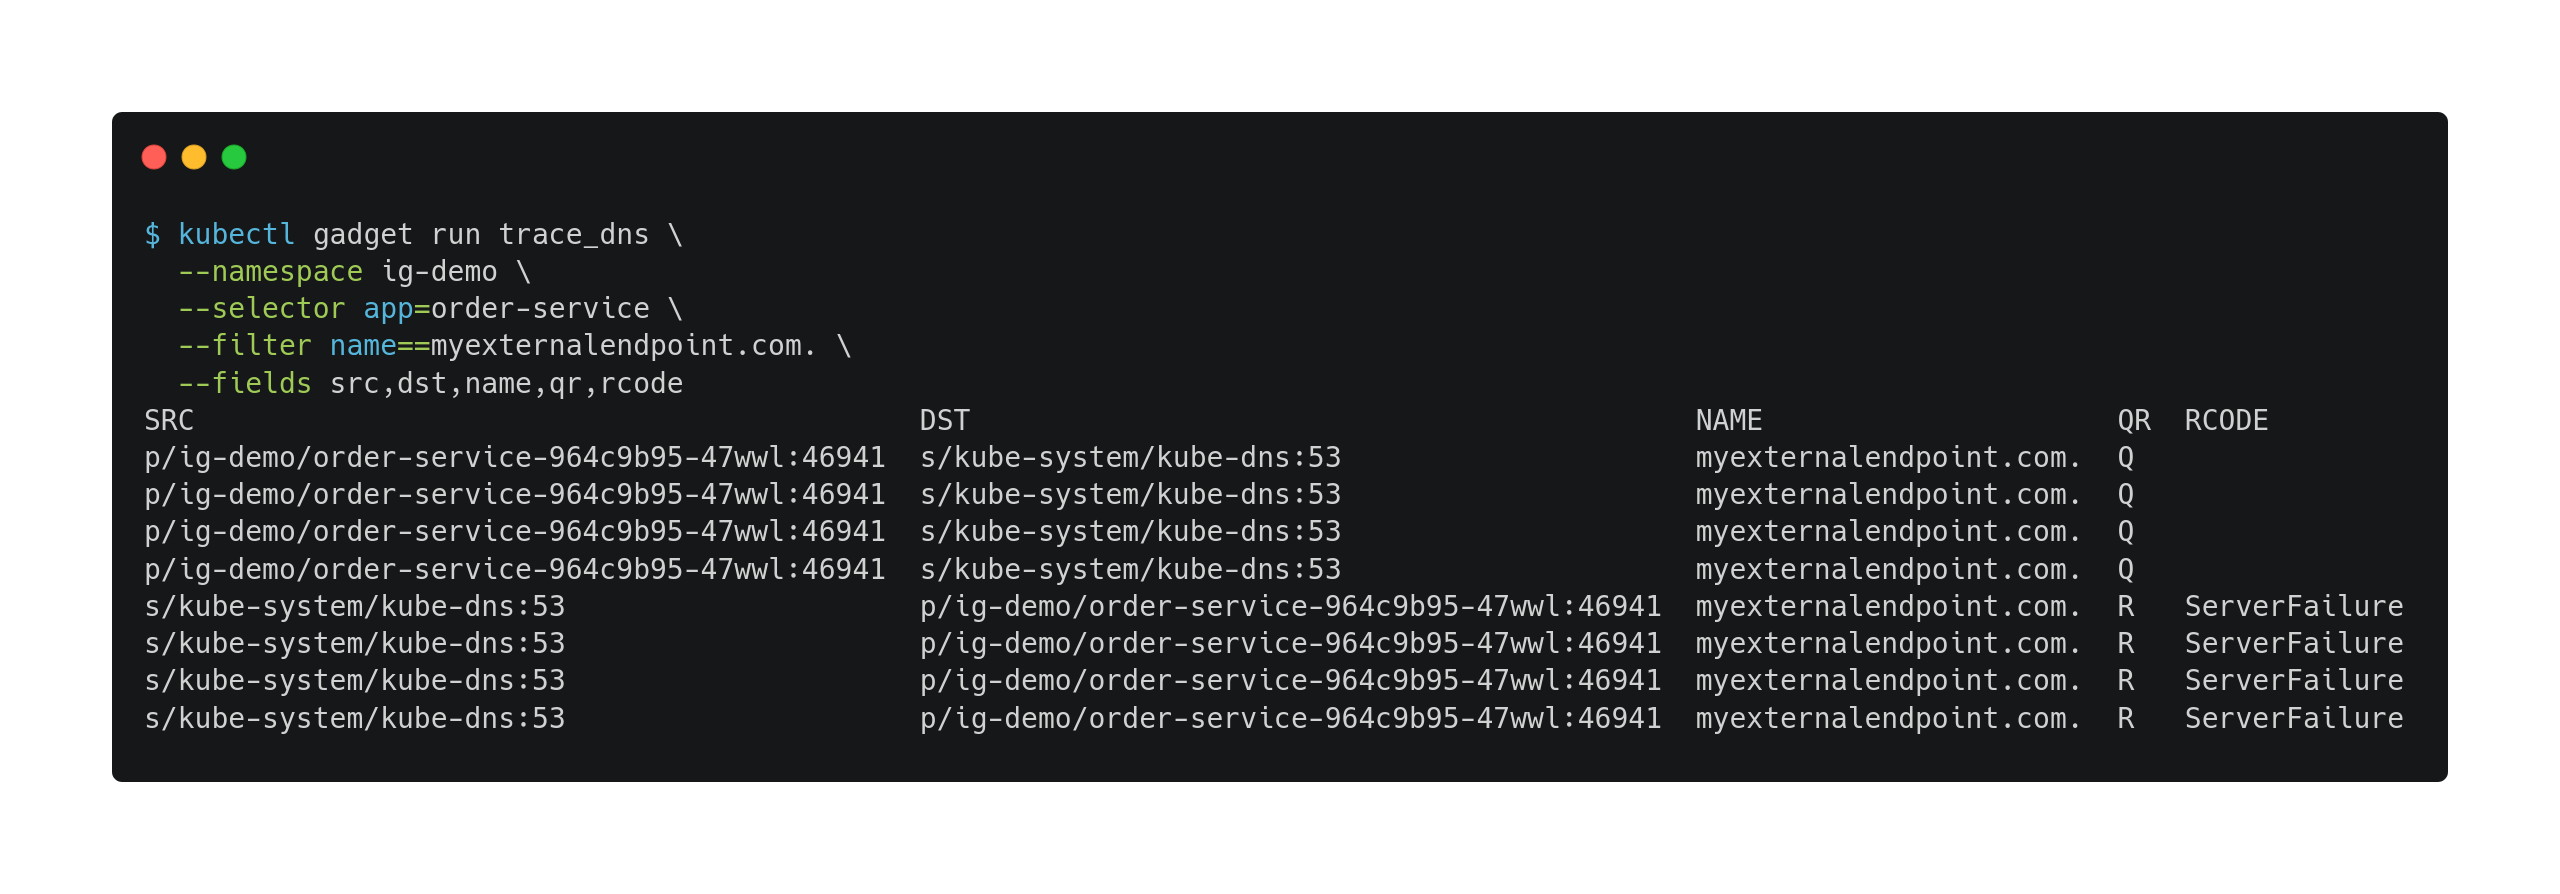 $ kubectl gadget run trace_dns \
  --namespace ig-demo \
  --selector app=order-service \
  --filter name==myexternalendpoint.com. \
  --fields src,dst,name,qr,rcode
SRC                                           DST                                           NAME                     QR  RCODE
p/ig-demo/order-service-964c9b95-47wwl:46941  s/kube-system/kube-dns:53                     myexternalendpoint.com.  Q
p/ig-demo/order-service-964c9b95-47wwl:46941  s/kube-system/kube-dns:53                     myexternalendpoint.com.  Q
p/ig-demo/order-service-964c9b95-47wwl:46941  s/kube-system/kube-dns:53                     myexternalendpoint.com.  Q
p/ig-demo/order-service-964c9b95-47wwl:46941  s/kube-system/kube-dns:53                     myexternalendpoint.com.  Q
s/kube-system/kube-dns:53                     p/ig-demo/order-service-964c9b95-47wwl:46941  myexternalendpoint.com.  R   ServerFailure
s/kube-system/kube-dns:53                     p/ig-demo/order-service-964c9b95-47wwl:46941  myexternalendpoint.com.  R   ServerFailure
s/kube-system/kube-dns:53                     p/ig-demo/order-service-964c9b95-47wwl:46941  myexternalendpoint.com.  R   ServerFailure
s/kube-system/kube-dns:53                     p/ig-demo/order-service-964c9b95-47wwl:46941  myexternalendpoint.com.  R   ServerFailure